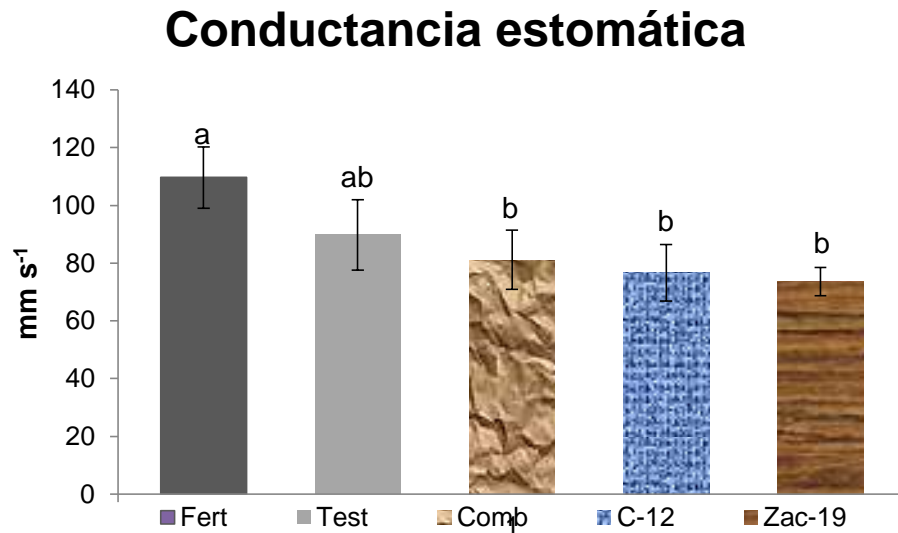 Conductancia estomática
mm s-1
140
120
100
80
60
40
20
0
a
ab
b
b
b
1
Fert Test Comb C-12 Zac-19